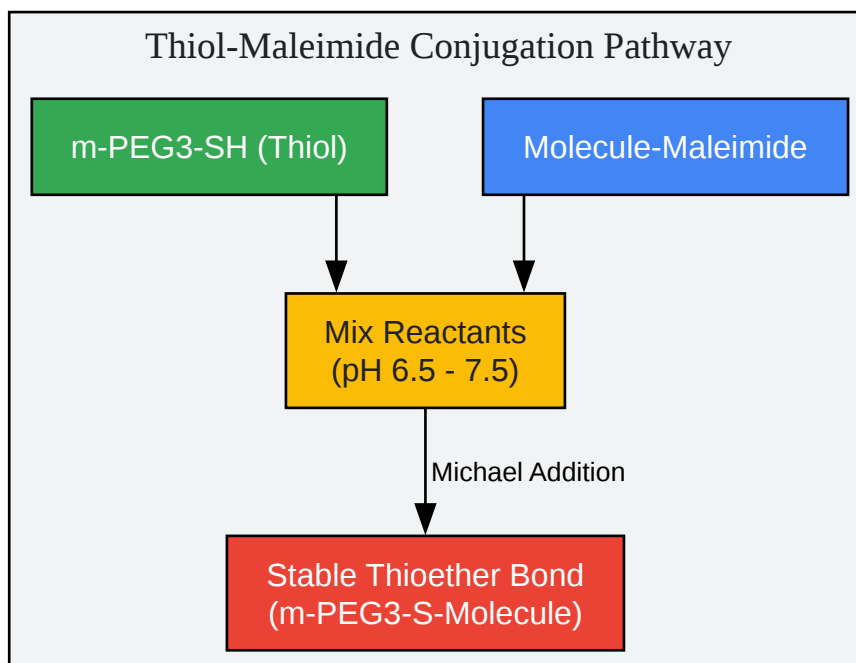 Thiol-Maleimide Conjugation Pathway
m-PEG3-SH (Thiol)
Molecule-Maleimide
Mix Reactants
(pH 6.5 - 7.5)
Michael Addition
Stable Thioether Bond
(m-PEG3-S-Molecule)